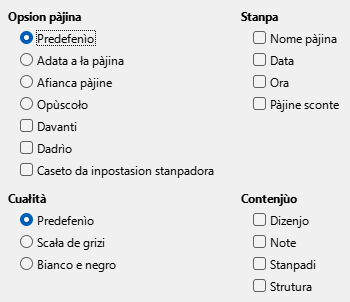 Opsion pàjina
Predefenìo
Adata a ła pàjina
Afianca pàjine
Opùscoło
Davanti
Dadrìo
Caseto da inpostasion stanpadora
Stanpa
Nome pàjina
Data
Ora
Pàjine sconte
Cuałità
Predefenìo
Scała de grizi
Bianco e negro
Contenjùo
Dizenjo
Note
Stanpadi
Strutura